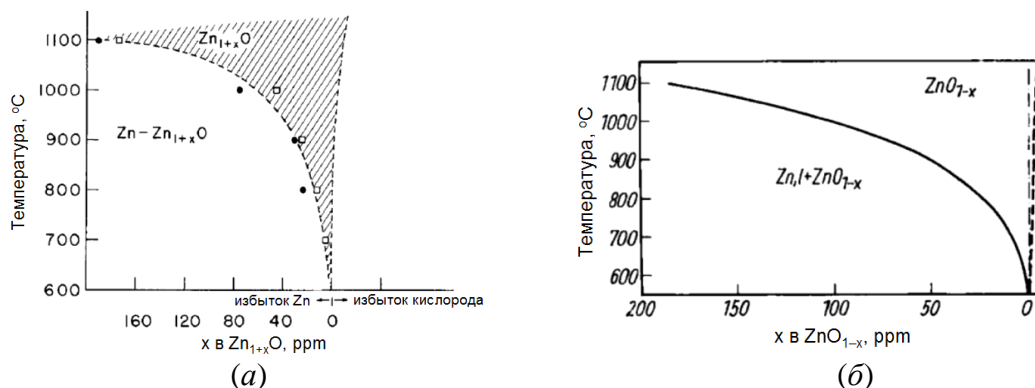 Температура, °C
1100
1000
900
800
700
600
Zn1+xO
Zn – Zn1+xO
избыток Zn
избыток кислорода
160 120 80 40 0
x в Zn1+xO, ppm
(а)
Температура, °C
1100
1000
900
800
700
600
ZnO1–x
Zn,l+ZnO1–x
200 150 100 50 0
x в ZnO1–x, ppm
(б)